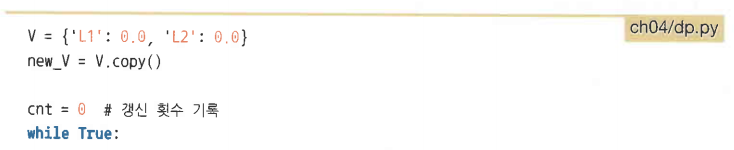 ch04/dp.py
V = {'L1': 0.0, 'L2': 0.0}
new_V = V.copy()
cnt = 0  # 갱신 횟수 기록
while True: